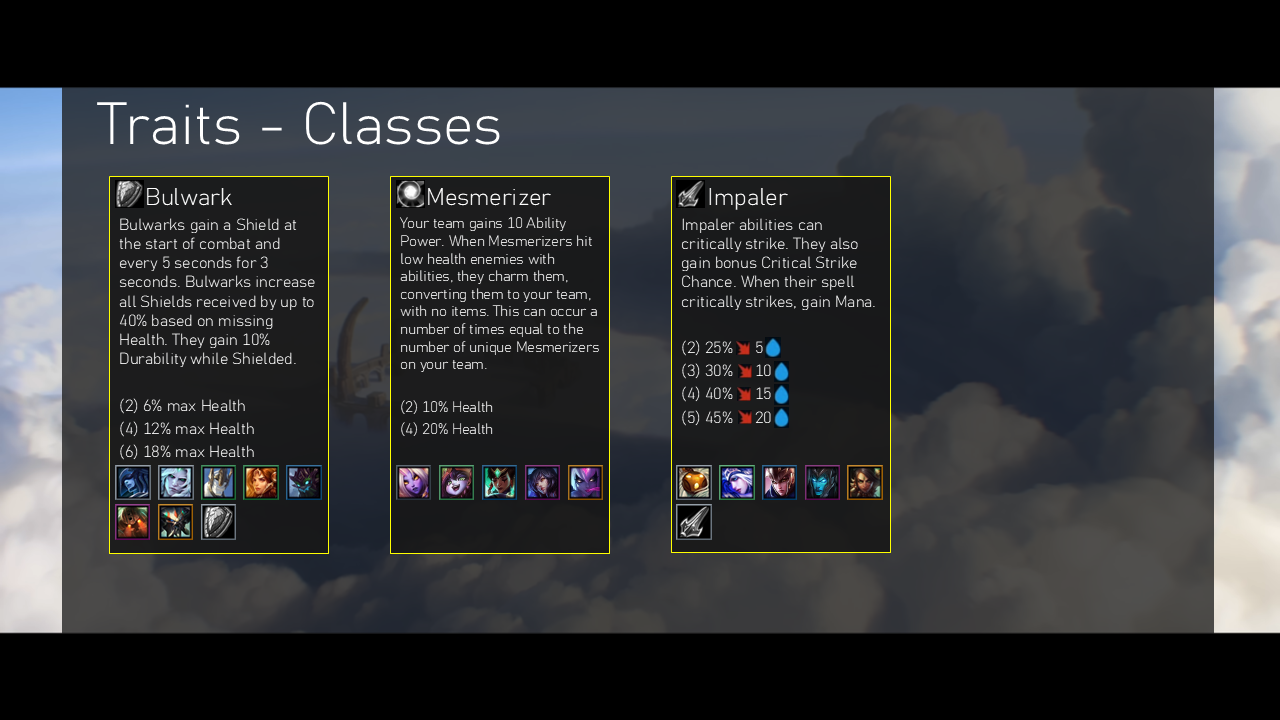 Traits - Classes
Bulwark
Bulwarks gain a Shield at
the start of combat and
every 5 seconds for 3
seconds. Bulwarks increase
all Shields received by up to
40% based on missing
Health. They gain 10%
Durability while Shielded.
(2) 6% max Health
(4) 12% max Health
(6) 18% max Health
Mesmerizer
Your team gains 10 Ability
Power. When Mesmerizers hit
low health enemies with
abilities, they charm them,
converting them to your team,
with no items. This can occur a
number of times equal to the
number of unique Mesmerizers
on your team.
(2) 10% Health
(4) 20% Health
Impaler
Impaler abilities can
critically strike. They also
gain bonus Critical Strike
Chance. When their spell
critically strikes, gain Mana.
(2) 25% 5
(3) 30% 10
(4) 40% 15
(5) 45% 20